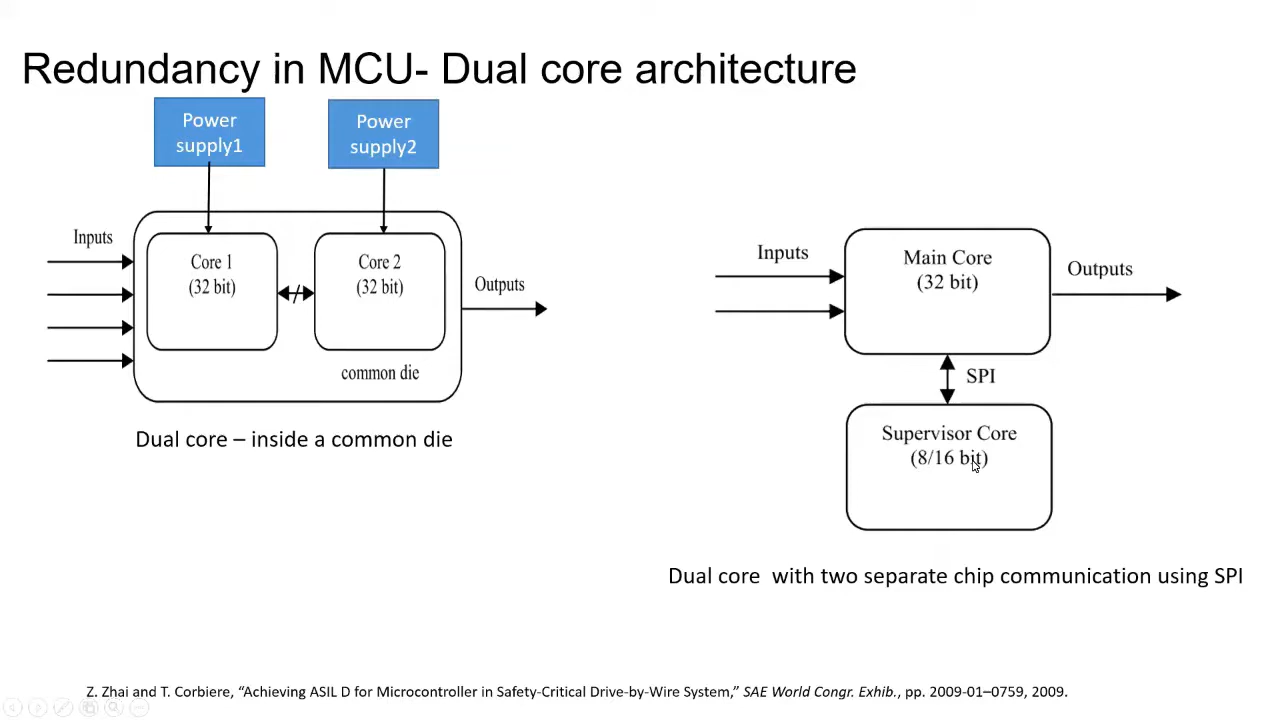 Redundancy in MCU- Dual core architecture
Power
supply1
Power
supply2
Inputs
Core 1
(32 bit)
Core 2
(32 bit)
Outputs
common die
Dual core – inside a common die
Inputs
Main Core
(32 bit)
Outputs
SPI
Supervisor Core
(8/16 bit)
Dual core with two separate chip communication using SPI
Z. Zhai and T. Corbiere, “Achieving ASIL D for Microcontroller in Safety-Critical Drive-by-Wire System,” SAE World Congr. Exhib., pp. 2009-01–0759, 2009.